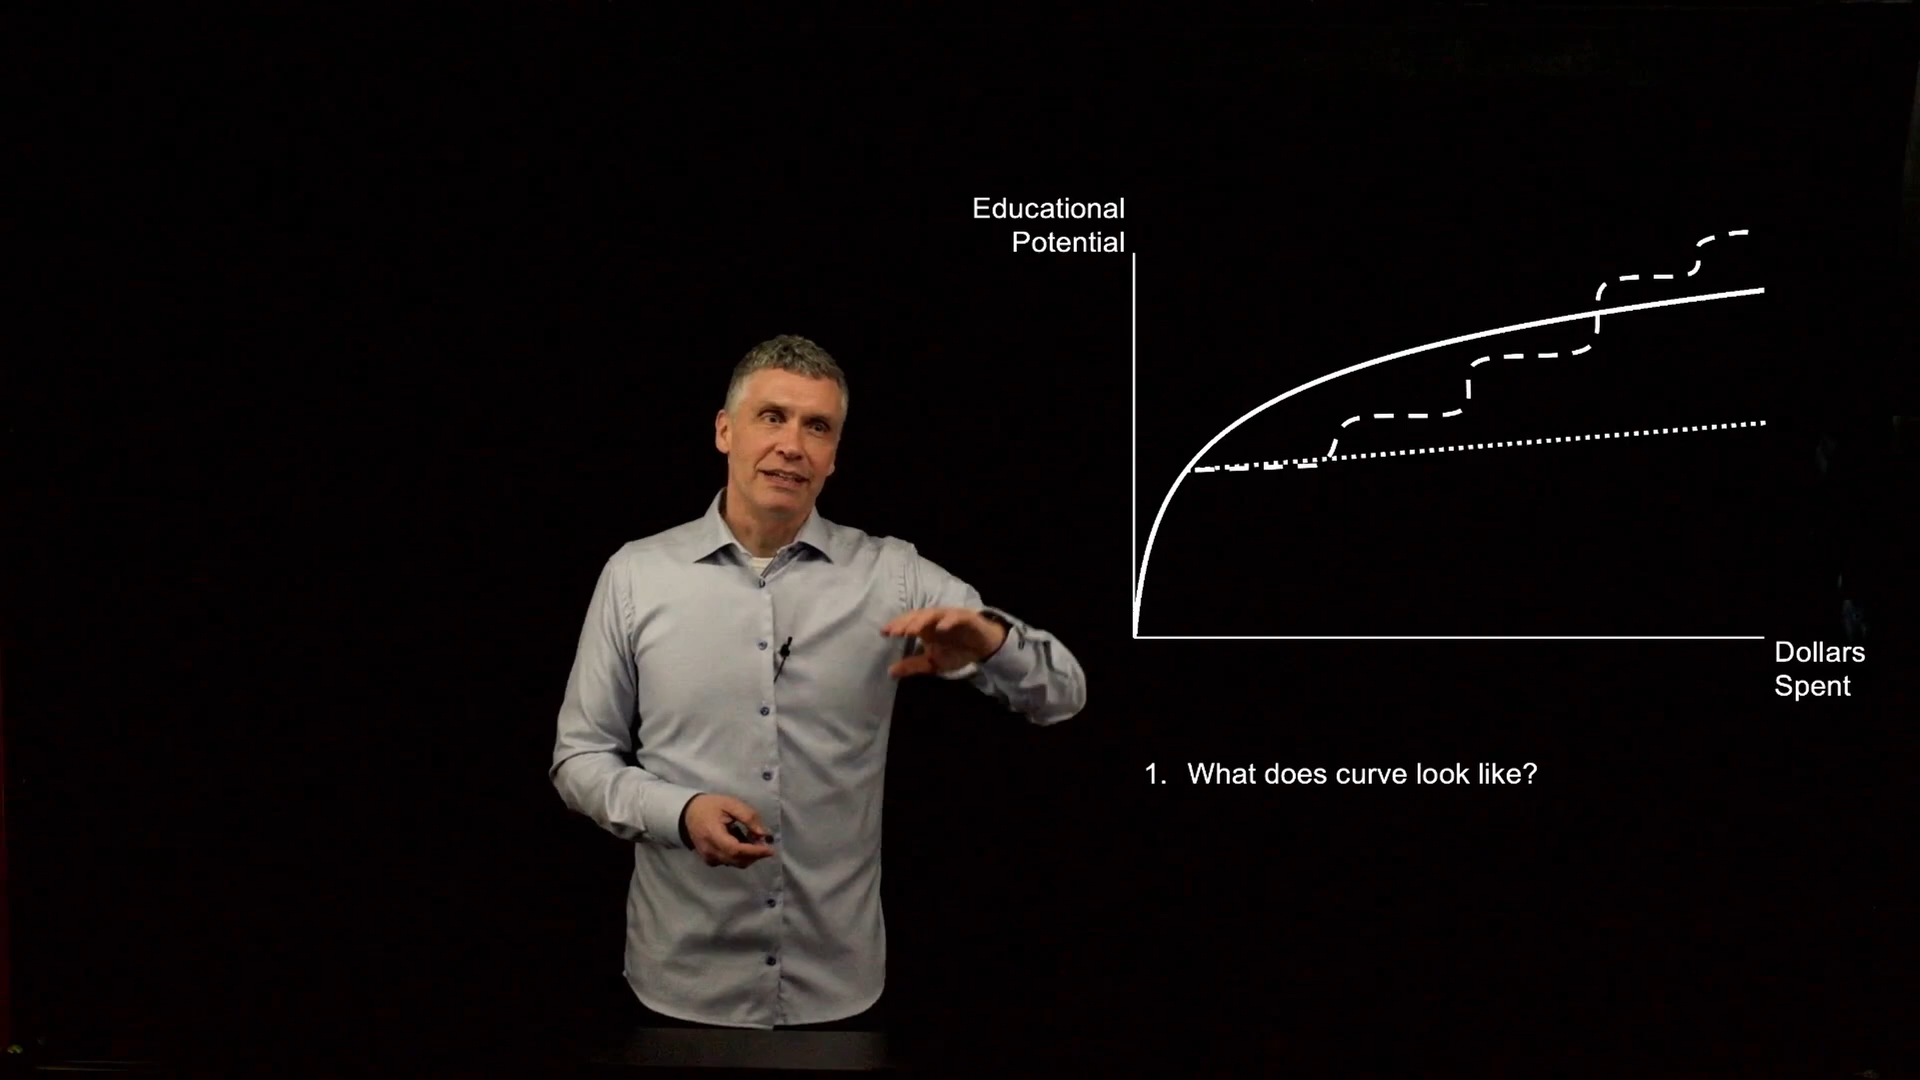 Educational
Potential
Dollars
Spent
1. What does curve look like?